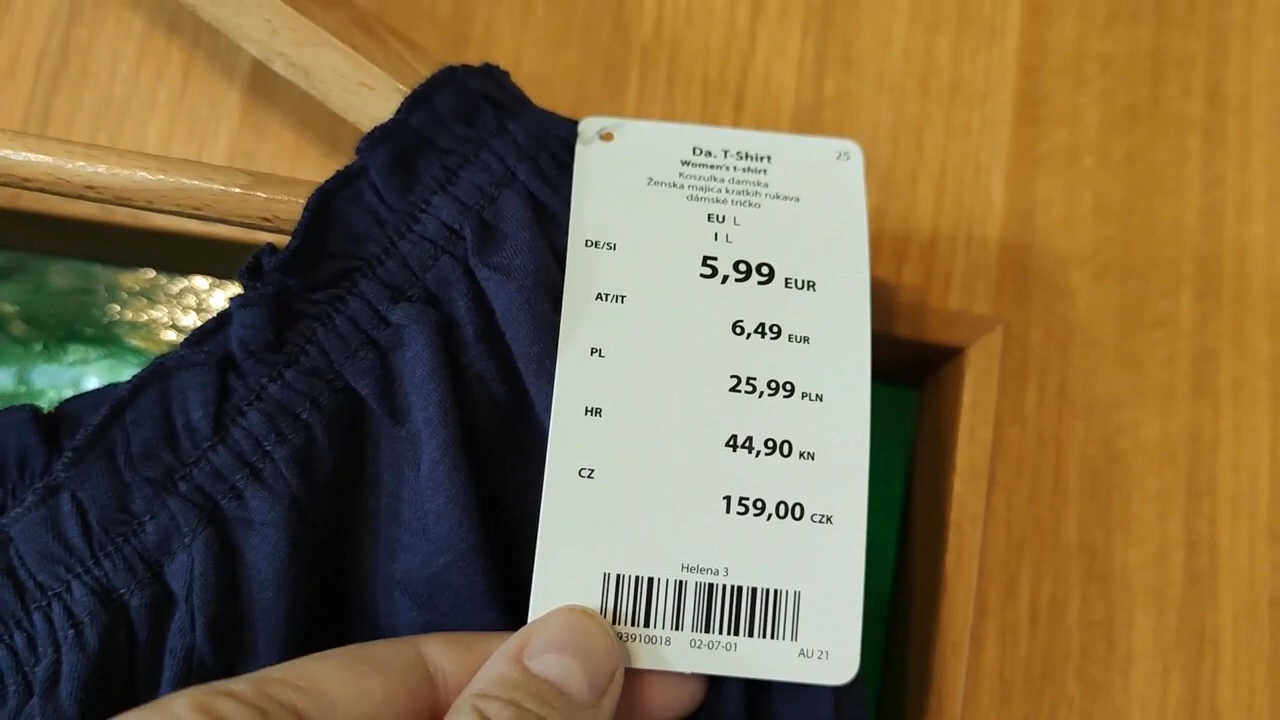 Da. T-Shirt 25
Women's t-shirt
Koszulka damska
Ženska majica kratkih rukava
dámské tričko
EU L
I L
DE/SI
5,99 EUR
AT/IT
6,49 EUR
PL
25,99 PLN
HR
44,90 KN
CZ
159,00 CZK
Helena 3
93910018 02-07-01
AU 21